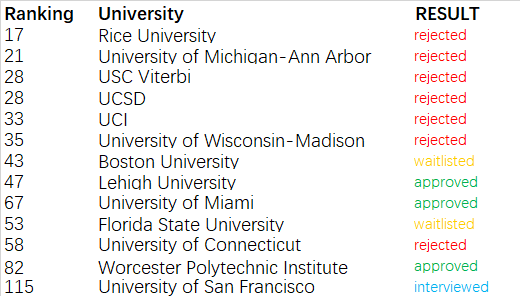 Ranking University RESULT
17 Rice University rejected
21 University of Michigan-Ann Arbor rejected
28 USC Viterbi rejected
28 UCSD rejected
33 UCI rejected
35 University of Wisconsin-Madison rejected
43 Boston University waitlisted
47 Lehigh University approved
67 University of Miami approved
53 Florida State University waitlisted
58 University of Connecticut rejected
82 Worcester Polytechnic Institute approved
115 University of San Francisco interviewed